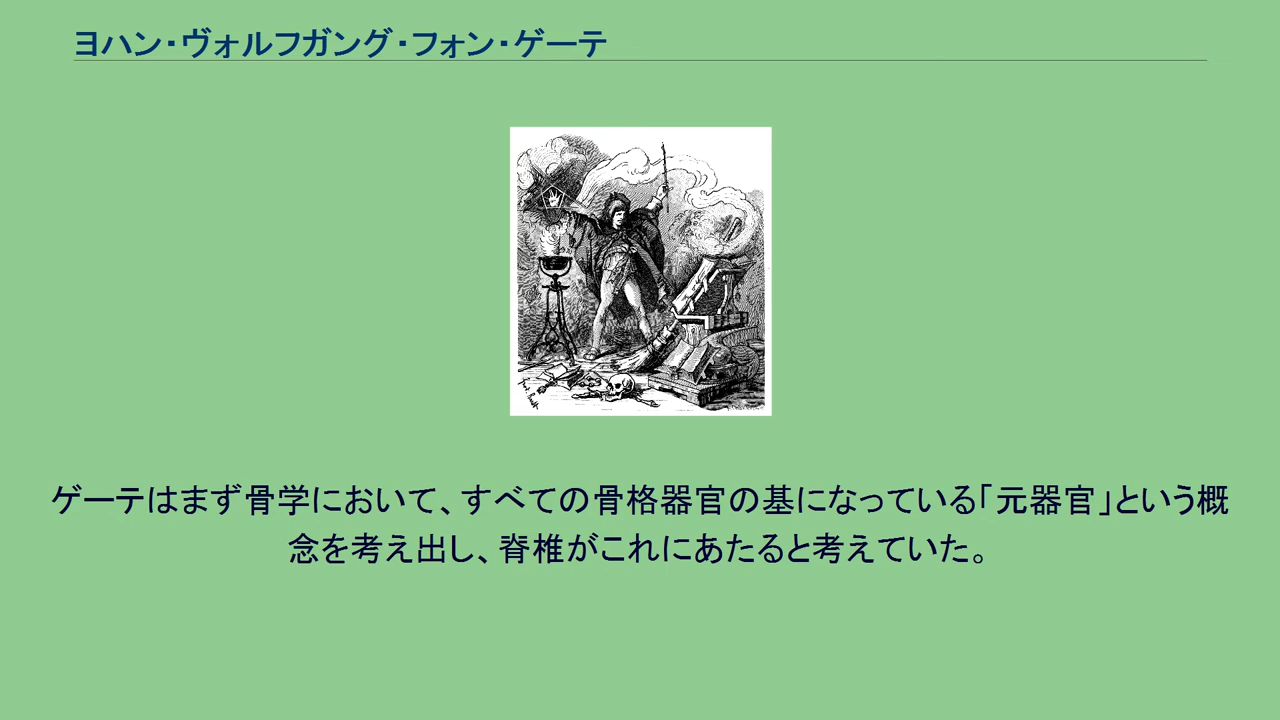 ヨハン・ヴォルフガング・フォン・ゲーテ
ゲーテはまず骨学において、すべての骨格器官の基になっている「元器官」という概
念を考え出し、脊椎がこれにあたると考えていた。